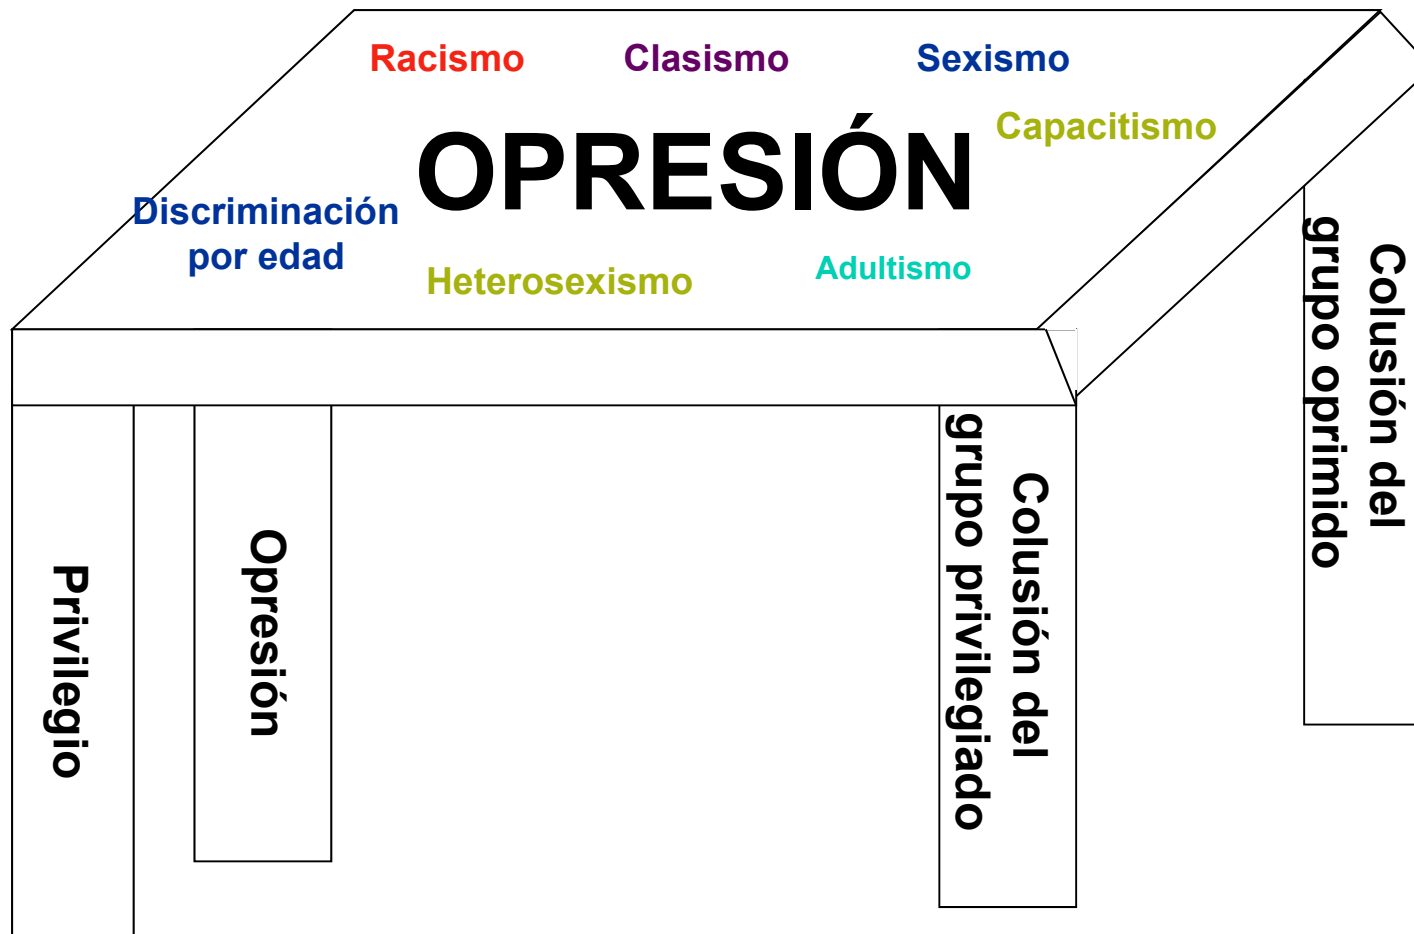 Racismo
Clasismo
Sexismo
Capacitismo
OPRESIÓN
Discriminación
por edad
Heterosexismo
Adultismo
Privilegio
Opresión
Colusión del
grupo privilegiado
Colusión del
grupo oprimido